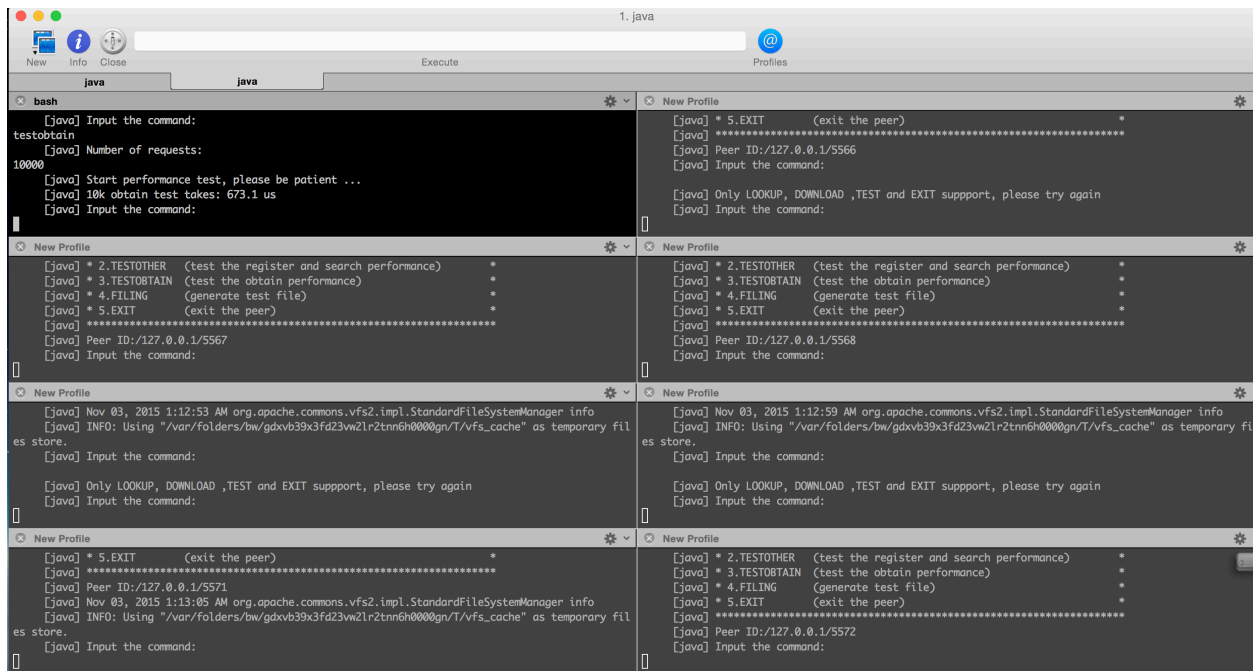 1. java
New Info Close Execute Profiles
java java
bash
[java] Input the command:
testobtain
[java] Number of requests:
10000
[java] Start performance test, please be patient ...
[java] 10k obtain test takes: 673.1 us
[java] Input the command:
New Profile
[java] * 5.EXIT (exit the peer) *
[java] *******************************************************************
[java] Peer ID:/127.0.0.1/5566
[java] Input the command:
[java] Only LOOKUP, DOWNLOAD ,TEST and EXIT suppport, please try again
[java] Input the command:
New Profile
[java] * 2.TESTOTHER (test the register and search performance) *
[java] * 3.TESTOBTAIN (test the obtain performance) *
[java] * 4.FILING (generate test file) *
[java] * 5.EXIT (exit the peer) *
[java] *******************************************************************
[java] Peer ID:/127.0.0.1/5567
[java] Input the command:
New Profile
[java] * 2.TESTOTHER (test the register and search performance) *
[java] * 3.TESTOBTAIN (test the obtain performance) *
[java] * 4.FILING (generate test file) *
[java] * 5.EXIT (exit the peer) *
[java] *******************************************************************
[java] Peer ID:/127.0.0.1/5568
[java] Input the command:
New Profile
[java] Nov 03, 2015 1:12:53 AM org.apache.commons.vfs2.impl.StandardFileSystemManager info
[java] INFO: Using "/var/folders/bw/gdxvb39x3fd23vw2lr2tnn6h0000gn/T/vfs_cache" as temporary fil
es store.
[java] Input the command:
[java] Only LOOKUP, DOWNLOAD ,TEST and EXIT suppport, please try again
[java] Input the command:
New Profile
[java] Nov 03, 2015 1:12:59 AM org.apache.commons.vfs2.impl.StandardFileSystemManager info
[java] INFO: Using "/var/folders/bw/gdxvb39x3fd23vw2lr2tnn6h0000gn/T/vfs_cache" as temporary fi
es store.
[java] Input the command:
[java] Only LOOKUP, DOWNLOAD ,TEST and EXIT suppport, please try again
[java] Input the command:
New Profile
[java] * 5.EXIT (exit the peer) *
[java] *******************************************************************
[java] Peer ID:/127.0.0.1/5571
[java] Nov 03, 2015 1:13:05 AM org.apache.commons.vfs2.impl.StandardFileSystemManager info
[java] INFO: Using "/var/folders/bw/gdxvb39x3fd23vw2lr2tnn6h0000gn/T/vfs_cache" as temporary fil
es store.
[java] Input the command:
New Profile
[java] * 2.TESTOTHER (test the register and search performance) *
[java] * 3.TESTOBTAIN (test the obtain performance) *
[java] * 4.FILING (generate test file) *
[java] * 5.EXIT (exit the peer) *
[java] *******************************************************************
[java] Peer ID:/127.0.0.1/5572
[java] Input the command: